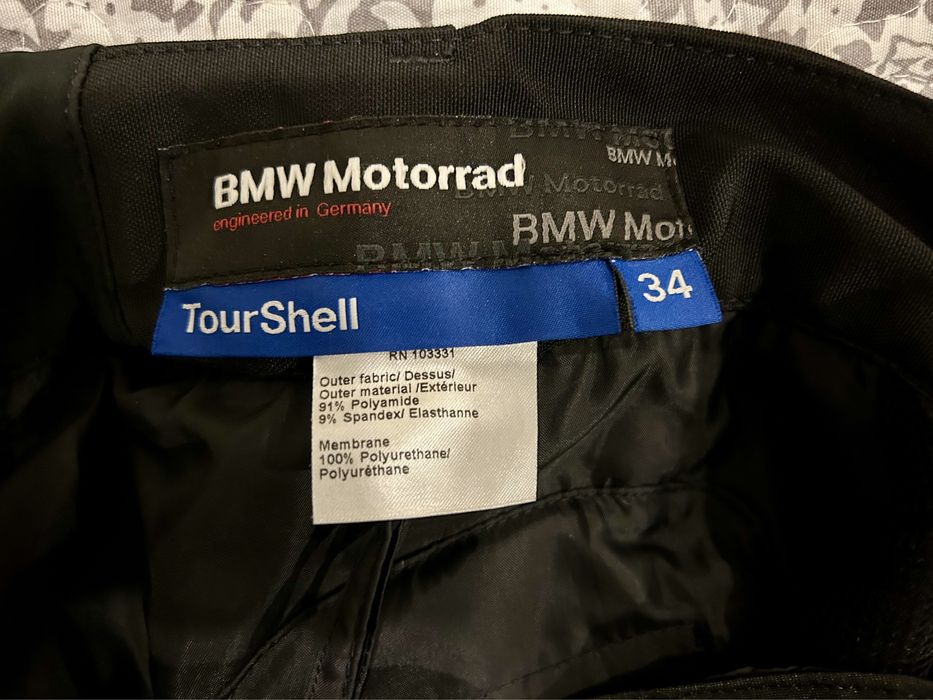 BMW Motorrad
engineered in Germany
BMW M
Motorrad
BMW Mot
TourShell
34
RN 103331
Outer fabric/ Dessus/
Outer material /Extérieur
91% Polyamide
9% Spandex/ Elasthanne
Membrane
100% Polyurethane/
Polyuréthane